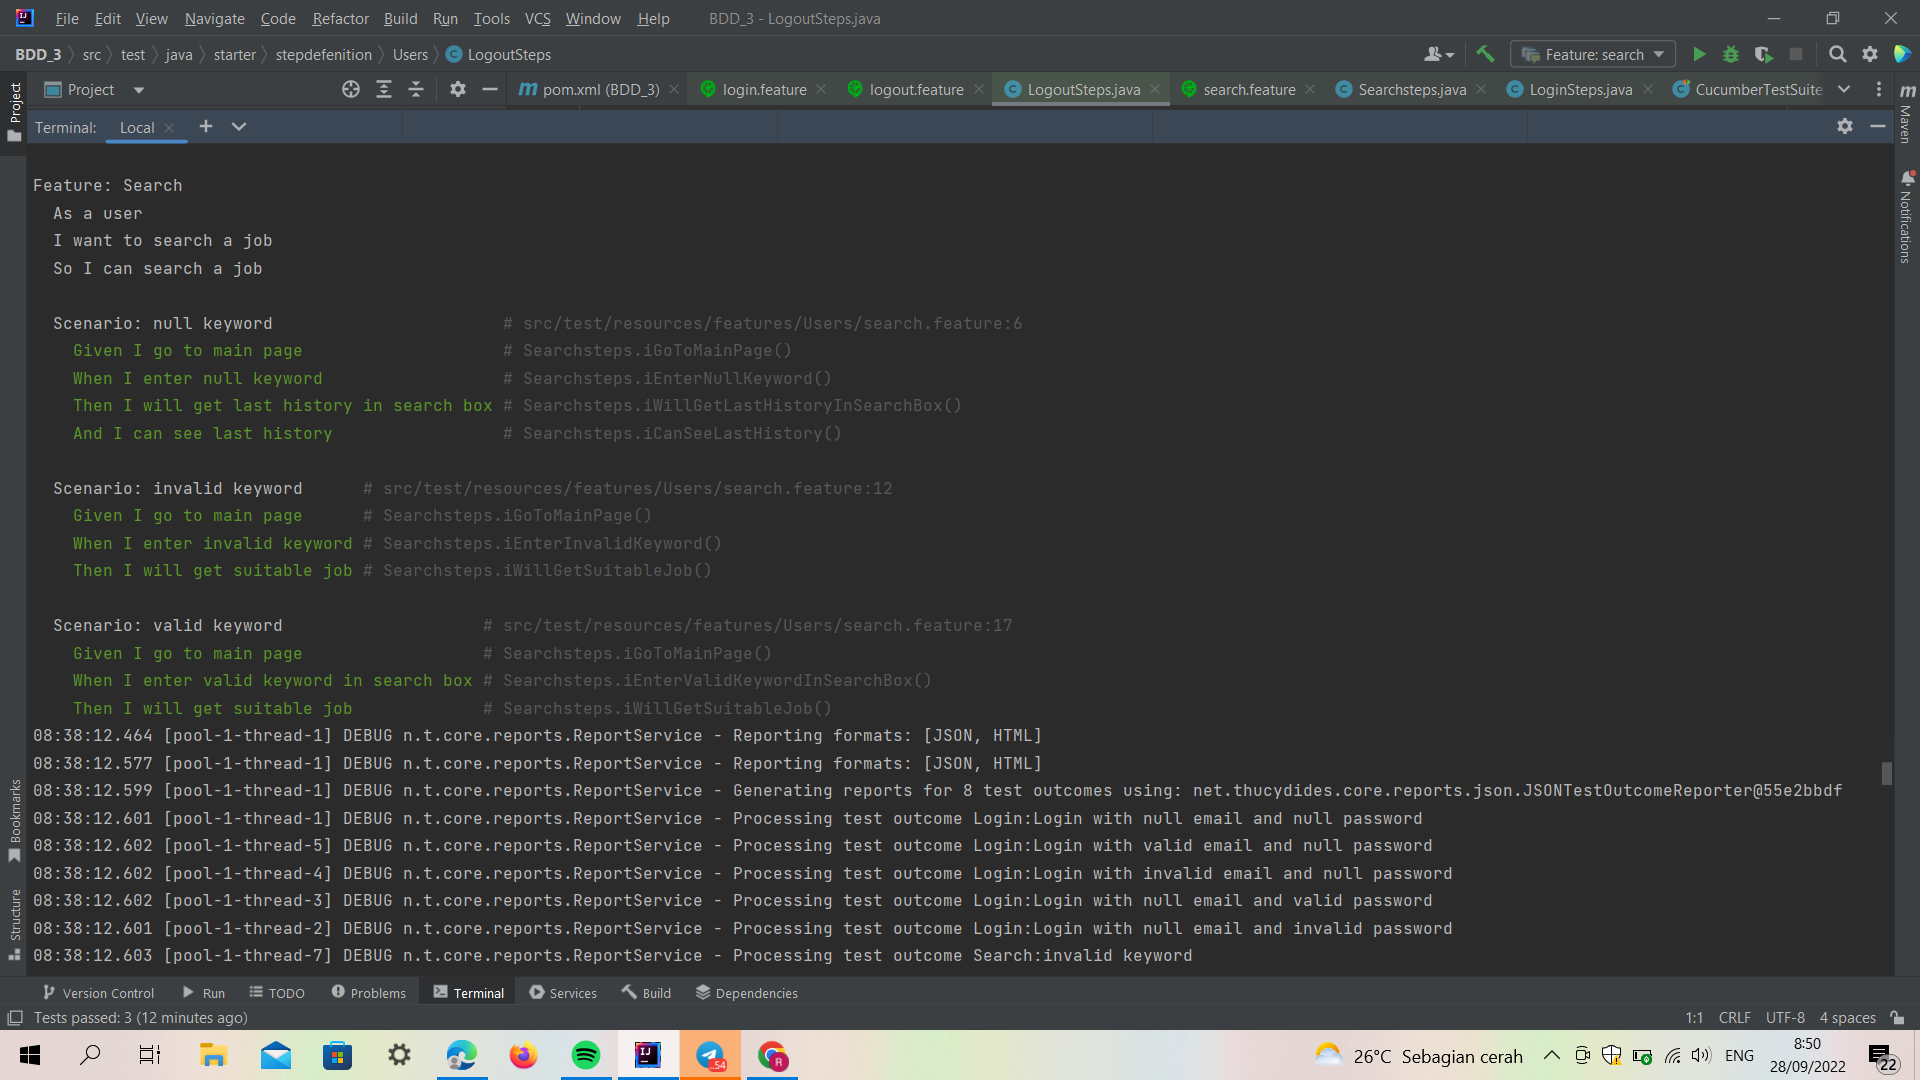 File Edit View Navigate Code Refactor Build Run Tools VCS Window Help BDD_3 - LogoutSteps.java
BDD_3 src test java starter stepdefenition Users LogoutSteps Feature: search
Project pom.xml (BDD_3) login.feature logout.feature LogoutSteps.java search.feature Searchsteps.java LoginSteps.java CucumberTestSuite
Terminal: Local
Project
Maven
Notifications
Bookmarks
Structure
Feature: Search
As a user
I want to search a job
So I can search a job
Scenario: null keyword # src/test/resources/features/Users/search.feature:6
Given I go to main page # Searchsteps.iGoToMainPage()
When I enter null keyword # Searchsteps.iEnterNullKeyword()
Then I will get last history in search box # Searchsteps.iWillGetLastHistoryInSearchBox()
And I can see last history # Searchsteps.iCanSeeLastHistory()
Scenario: invalid keyword # src/test/resources/features/Users/search.feature:12
Given I go to main page # Searchsteps.iGoToMainPage()
When I enter invalid keyword # Searchsteps.iEnterInvalidKeyword()
Then I will get suitable job # Searchsteps.iWillGetSuitableJob()
Scenario: valid keyword # src/test/resources/features/Users/search.feature:17
Given I go to main page # Searchsteps.iGoToMainPage()
When I enter valid keyword in search box # Searchsteps.iEnterValidKeywordInSearchBox()
Then I will get suitable job # Searchsteps.iWillGetSuitableJob()
08:38:12.464 [pool-1-thread-1] DEBUG n.t.core.reports.ReportService - Reporting formats: [JSON, HTML]
08:38:12.577 [pool-1-thread-1] DEBUG n.t.core.reports.ReportService - Reporting formats: [JSON, HTML]
08:38:12.599 [pool-1-thread-1] DEBUG n.t.core.reports.ReportService - Generating reports for 8 test outcomes using: net.thucydides.core.reports.json.JSONTestOutcomeReporter@55e2bbdf
08:38:12.601 [pool-1-thread-1] DEBUG n.t.core.reports.ReportService - Processing test outcome Login:Login with null email and null password
08:38:12.602 [pool-1-thread-5] DEBUG n.t.core.reports.ReportService - Processing test outcome Login:Login with valid email and null password
08:38:12.602 [pool-1-thread-4] DEBUG n.t.core.reports.ReportService - Processing test outcome Login:Login with invalid email and null password
08:38:12.602 [pool-1-thread-3] DEBUG n.t.core.reports.ReportService - Processing test outcome Login:Login with null email and valid password
08:38:12.601 [pool-1-thread-2] DEBUG n.t.core.reports.ReportService - Processing test outcome Login:Login with null email and invalid password
08:38:12.603 [pool-1-thread-7] DEBUG n.t.core.reports.ReportService - Processing test outcome Search:invalid keyword
Version Control Run TODO Problems Terminal Services Build Dependencies
Tests passed: 3 (12 minutes ago) 1:1 CRLF UTF-8 4 spaces
26°C Sebagian cerah ENG 8:50
28/09/2022
22